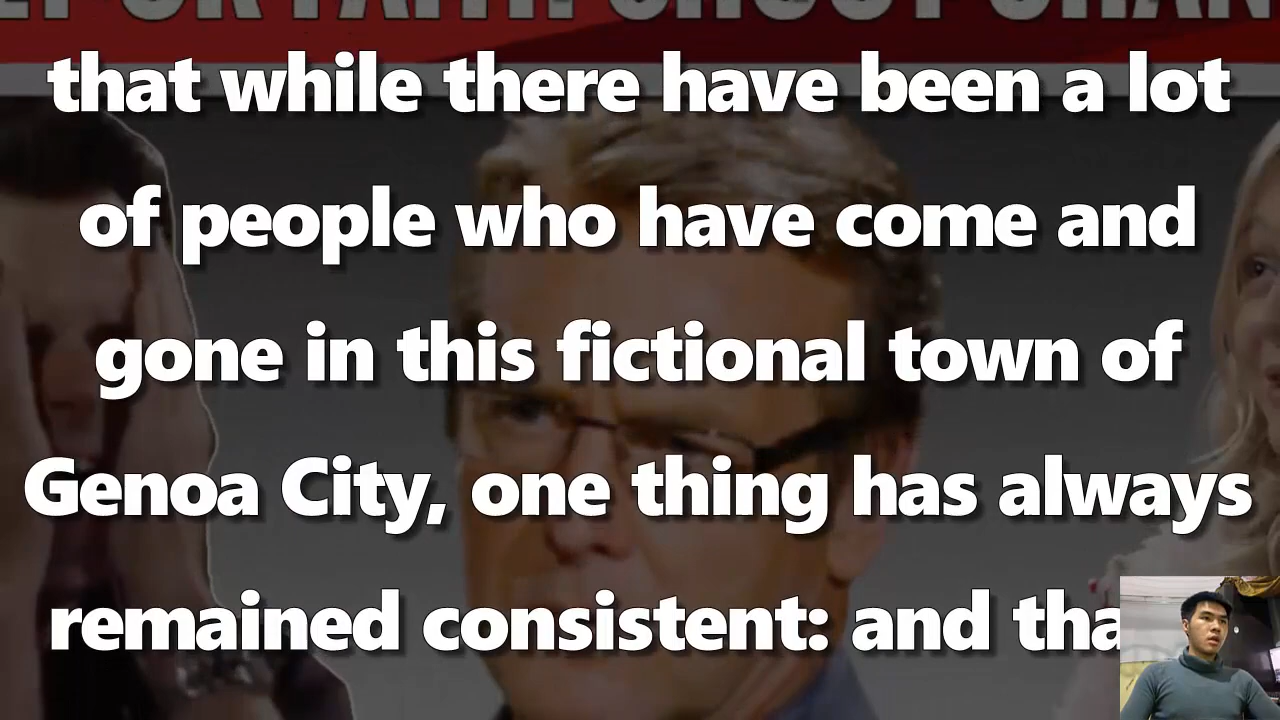 that while there have been a lot
of people who have come and
gone in this fictional town of
Genoa City, one thing has always
remained consistent: and